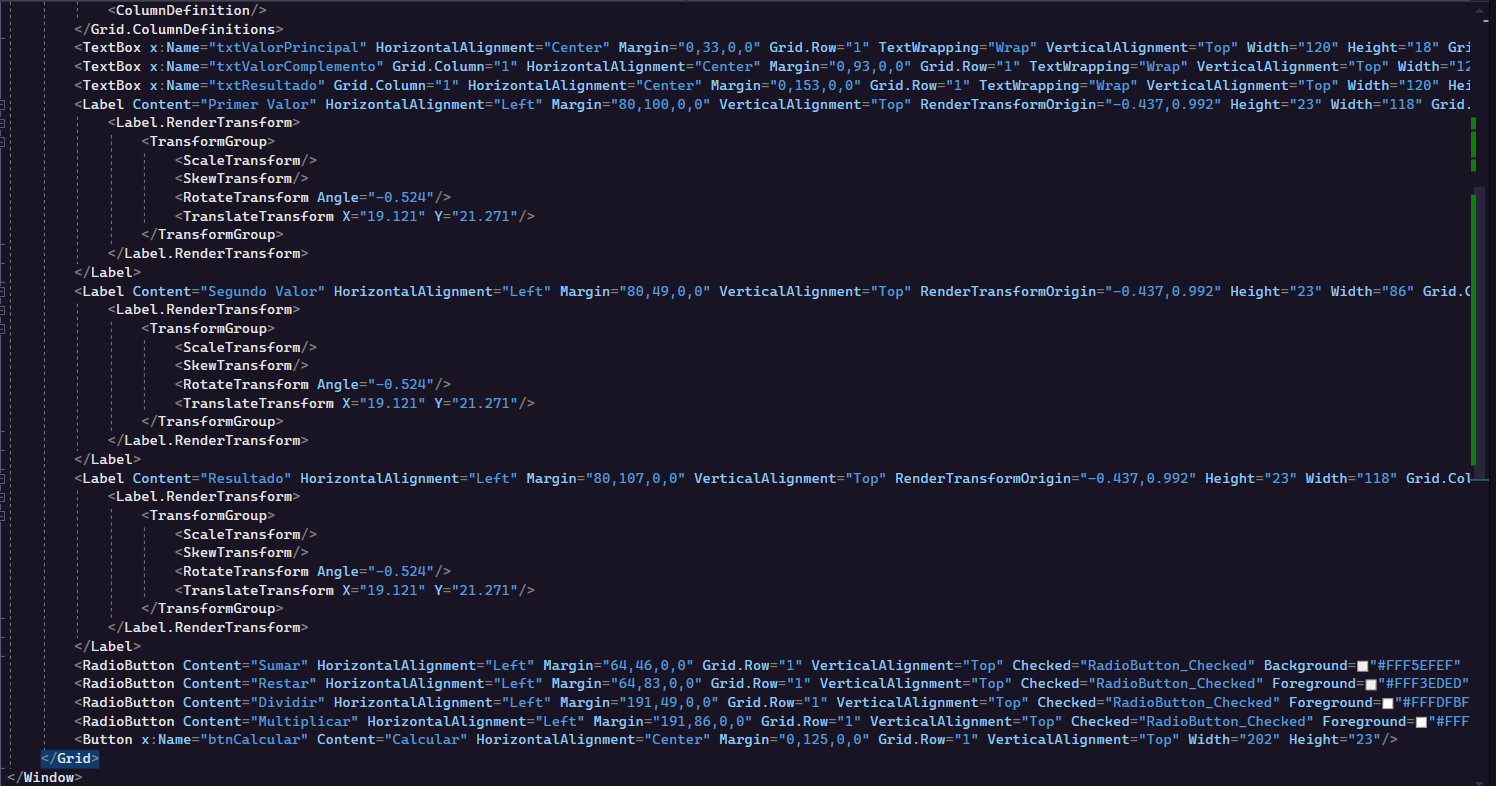 <ColumnDefinition/>
</Grid.ColumnDefinitions>
<TextBox x:Name="txtValorPrincipal" HorizontalAlignment="Center" Margin="0,33,0,0" Grid.Row="1" TextWrapping="Wrap" VerticalAlignment="Top" Width="120" Height="18" Gri
<TextBox x:Name="txtValorComplemento" Grid.Column="1" HorizontalAlignment="Center" Margin="0,93,0,0" Grid.Row="1" TextWrapping="Wrap" VerticalAlignment="Top" Width="12
<TextBox x:Name="txtResultado" Grid.Column="1" HorizontalAlignment="Center" Margin="0,153,0,0" Grid.Row="1" TextWrapping="Wrap" VerticalAlignment="Top" Width="120" Hei
<Label Content="Primer Valor" HorizontalAlignment="Left" Margin="80,100,0,0" VerticalAlignment="Top" RenderTransformOrigin="-0.437,0.992" Height="23" Width="118" Grid.
<Label.RenderTransform>
<TransformGroup>
<ScaleTransform/>
<SkewTransform/>
<RotateTransform Angle="-0.524"/>
<TranslateTransform X="19.121" Y="21.271"/>
</TransformGroup>
</Label.RenderTransform>
</Label>
<Label Content="Segundo Valor" HorizontalAlignment="Left" Margin="80,49,0,0" VerticalAlignment="Top" RenderTransformOrigin="-0.437,0.992" Height="23" Width="86" Grid.C
<Label.RenderTransform>
<TransformGroup>
<ScaleTransform/>
<SkewTransform/>
<RotateTransform Angle="-0.524"/>
<TranslateTransform X="19.121" Y="21.271"/>
</TransformGroup>
</Label.RenderTransform>
</Label>
<Label Content="Resultado" HorizontalAlignment="Left" Margin="80,107,0,0" VerticalAlignment="Top" RenderTransformOrigin="-0.437,0.992" Height="23" Width="118" Grid.Col
<Label.RenderTransform>
<TransformGroup>
<ScaleTransform/>
<SkewTransform/>
<RotateTransform Angle="-0.524"/>
<TranslateTransform X="19.121" Y="21.271"/>
</TransformGroup>
</Label.RenderTransform>
</Label>
<RadioButton Content="Sumar" HorizontalAlignment="Left" Margin="64,46,0,0" Grid.Row="1" VerticalAlignment="Top" Checked="RadioButton_Checked" Background="#FFF5EFEF"
<RadioButton Content="Restar" HorizontalAlignment="Left" Margin="64,83,0,0" Grid.Row="1" VerticalAlignment="Top" Checked="RadioButton_Checked" Foreground="#FFF3EDED"
<RadioButton Content="Dividir" HorizontalAlignment="Left" Margin="191,49,0,0" Grid.Row="1" VerticalAlignment="Top" Checked="RadioButton_Checked" Foreground="#FFFDFBF
<RadioButton Content="Multiplicar" HorizontalAlignment="Left" Margin="191,86,0,0" Grid.Row="1" VerticalAlignment="Top" Checked="RadioButton_Checked" Foreground="#FFF
<Button x:Name="btnCalcular" Content="Calcular" HorizontalAlignment="Center" Margin="0,125,0,0" Grid.Row="1" VerticalAlignment="Top" Width="202" Height="23"/>
</Grid>
</Window>